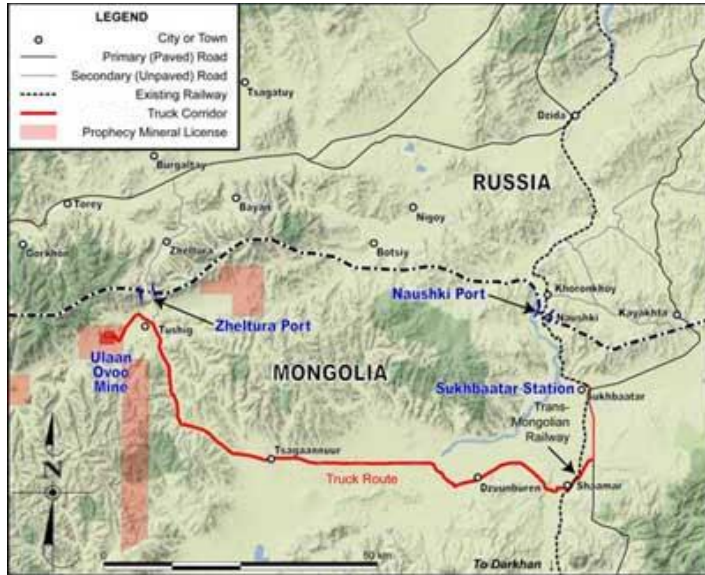 LEGEND
City or Town
Primary (Paved) Road
Secondary (Unpaved) Road
Existing Railway
Truck Corridor
Prophecy Mineral License
Tsagatuy
Dzida
Burgaltay
RUSSIA
Torey
Bayan
Nigoy
Gorkhon
Zheltura
Botsiy
Khoronkhoy
Naushki Port
Naushki
Kayakhta
Zheltura Port
Tushig
Ulaan
Ovoo
Mine
MONGOLIA
Sukhbaatar Station
Sukhbaatar
Trans-
Mongolian
Railway
N
Tsagaannuur
Truck Route
Dzuunburen
Shaamar
50 km
To Darkhan